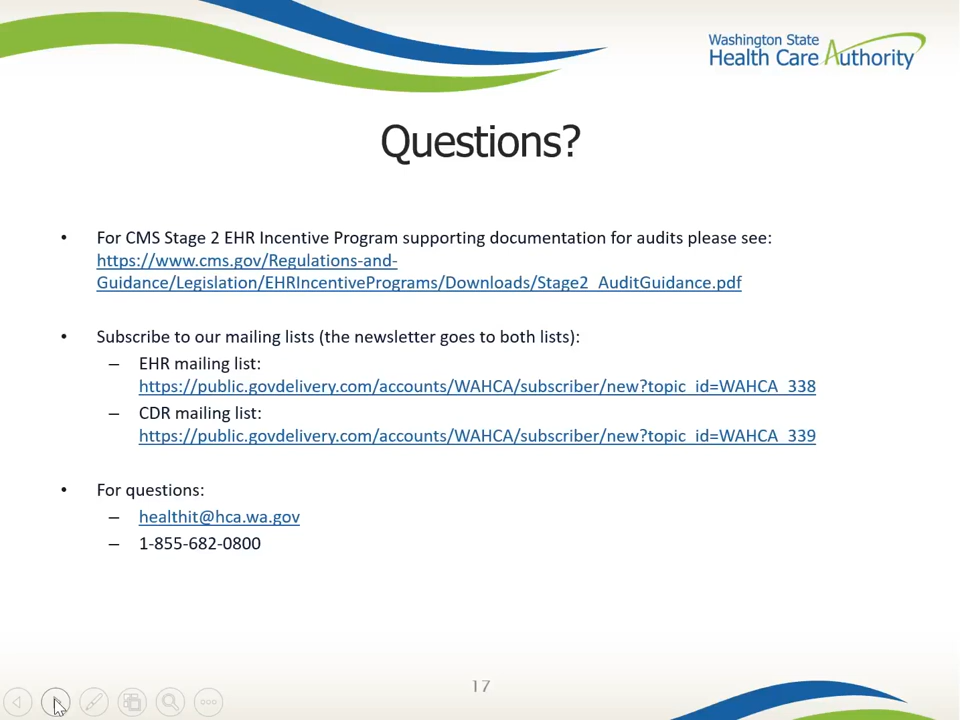 Washington State
Health Care Authority
Questions?
• For CMS Stage 2 EHR Incentive Program supporting documentation for audits please see:
https://www.cms.gov/Regulations-and-
Guidance/Legislation/EHRIncentivePrograms/Downloads/Stage2_AuditGuidance.pdf
• Subscribe to our mailing lists (the newsletter goes to both lists):
– EHR mailing list:
https://public.govdelivery.com/accounts/WAHCA/subscriber/new?topic_id=WAHCA_338
– CDR mailing list:
https://public.govdelivery.com/accounts/WAHCA/subscriber/new?topic_id=WAHCA_339
• For questions:
– healthit@hca.wa.gov
– 1-855-682-0800
17